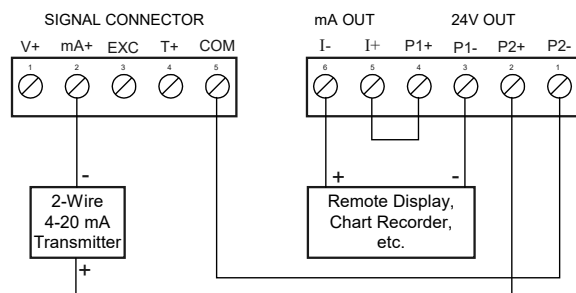 SIGNAL CONNECTOR
V+ mA+ EXC T+ COM
1 2 3 4 5
mA OUT 24V OUT
I- I+ P1+ P1- P2+ P2-
6 5 4 3 2 1
-
2-Wire
4-20 mA
Transmitter
+
+ -
Remote Display,
Chart Recorder,
etc.